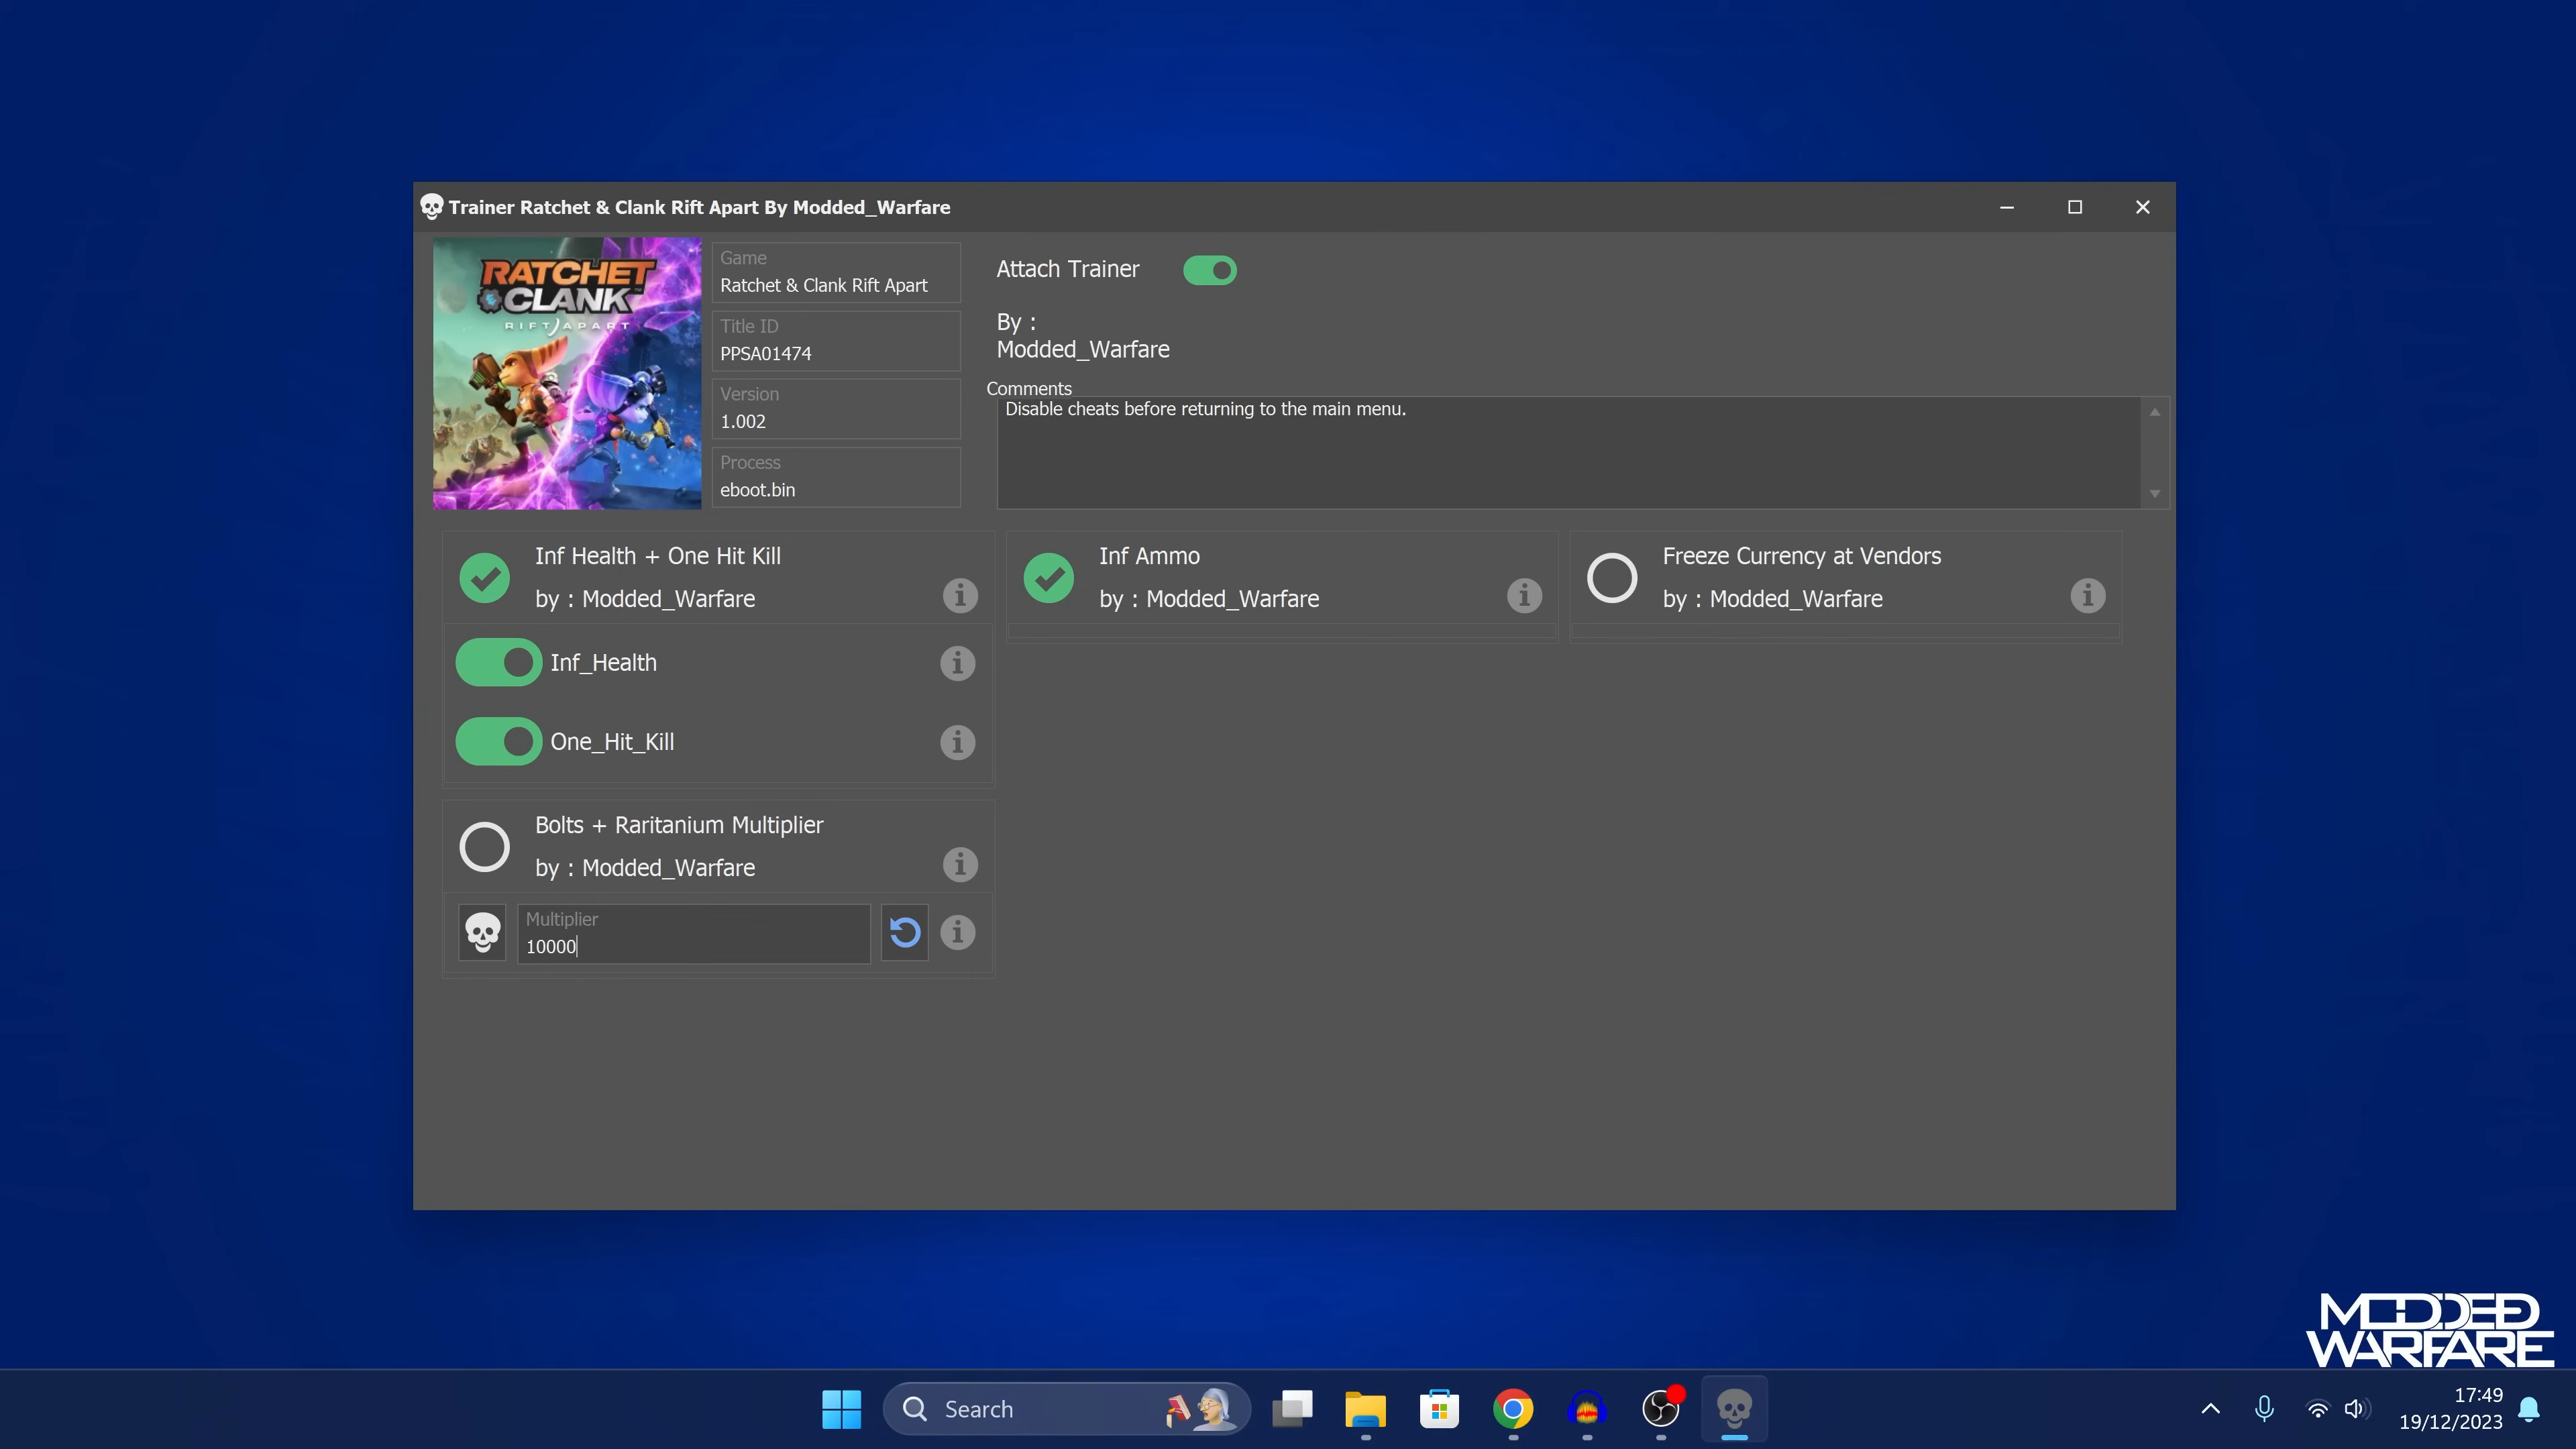 Trainer Ratchet & Clank Rift Apart By Modded_Warfare
RATCHET
CLANK
RIFT APART
Game
Ratchet & Clank Rift Apart
Title ID
PPSA01474
Version
1.002
Process
eboot.bin
Attach Trainer
By :
Modded_Warfare
Comments
Disable cheats before returning to the main menu.
Inf Health + One Hit Kill
by : Modded_Warfare
Inf_Health
One_Hit_Kill
Inf Ammo
by : Modded_Warfare
Freeze Currency at Vendors
by : Modded_Warfare
Bolts + Raritanium Multiplier
by : Modded_Warfare
Multiplier
10000
MODDED
WARFARE
Search
17:49
19/12/2023